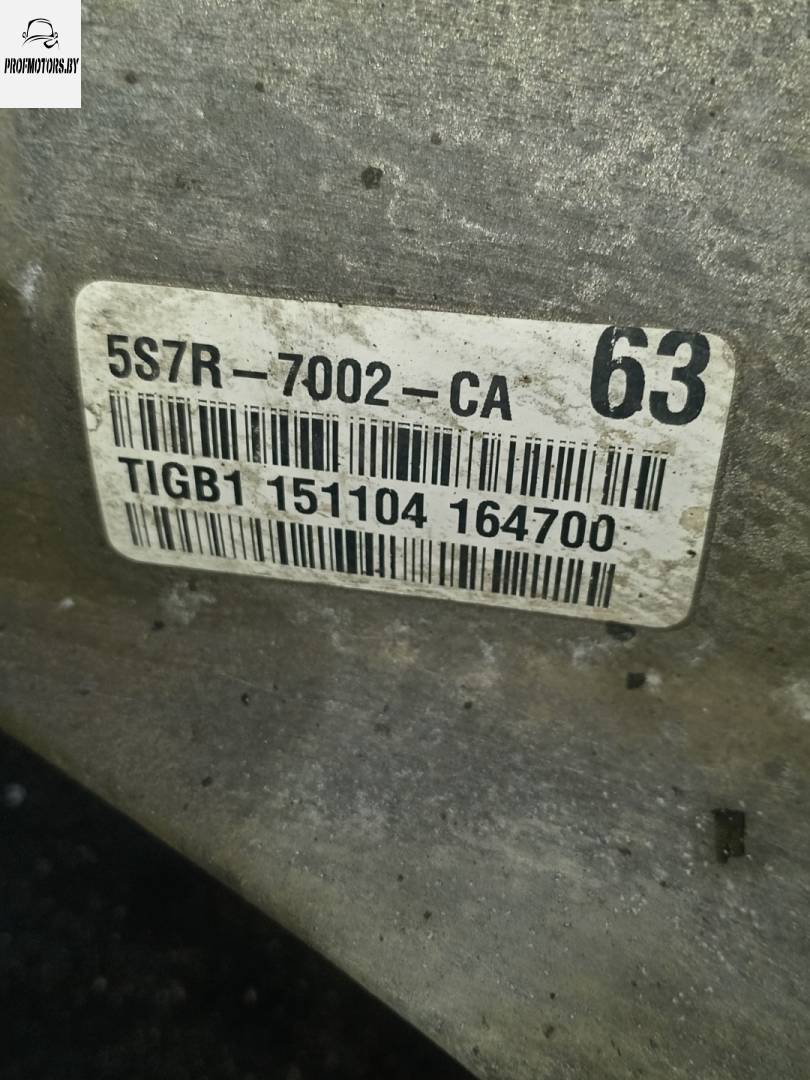 PROFMOTORS.BY
5S7R-7002-CA 63
TIGB1 151104 164700